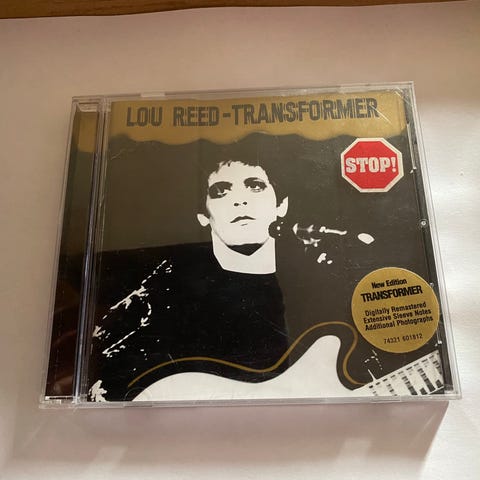 LOU REED-TRANSFORMER
STOP!
New Edition
TRANSFORMER
Digitally Remastered
Extensive Sleeve Notes
Additional Photographs
74321 601812